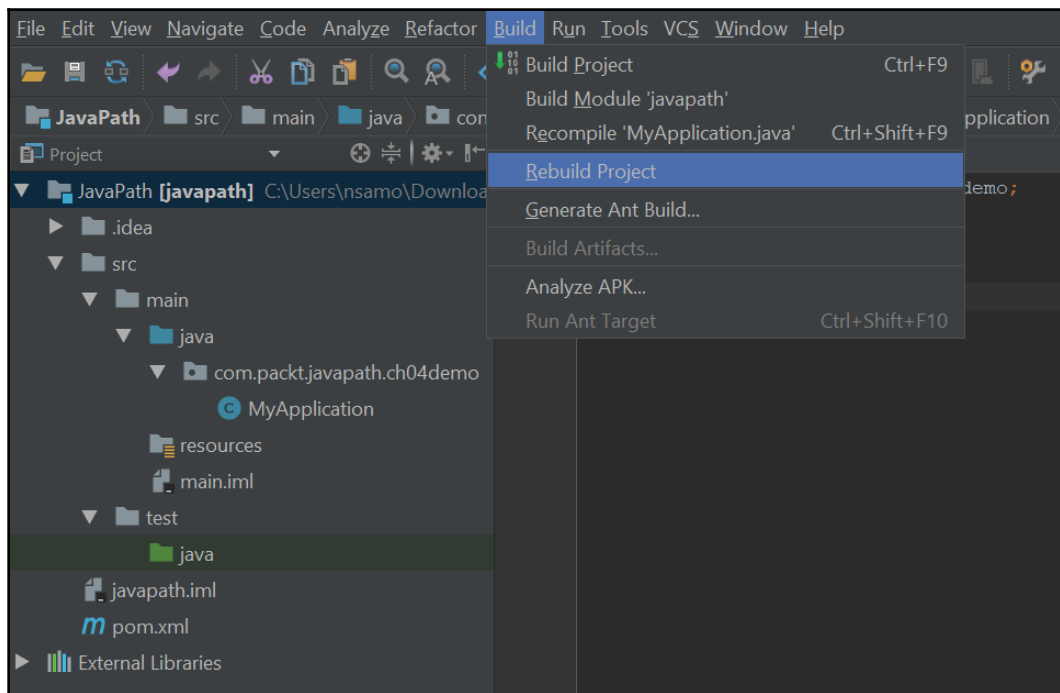 File Edit View Navigate Code Analyze Refactor Build Run Tools VCS Window Help
Build Project Ctrl+F9
Build Module 'javapath'
Recompile 'MyApplication.java' Ctrl+Shift+F9
Rebuild Project
Generate Ant Build...
Build Artifacts...
Analyze APK...
Run Ant Target Ctrl+Shift+F10
JavaPath src main java con pplication
Project
demo;
JavaPath [javapath] C:\Users\nsamo\Downloa
.idea
src
main
java
com.packt.javapath.ch04demo
MyApplication
resources
main.iml
test
java
javapath.iml
pom.xml
External Libraries